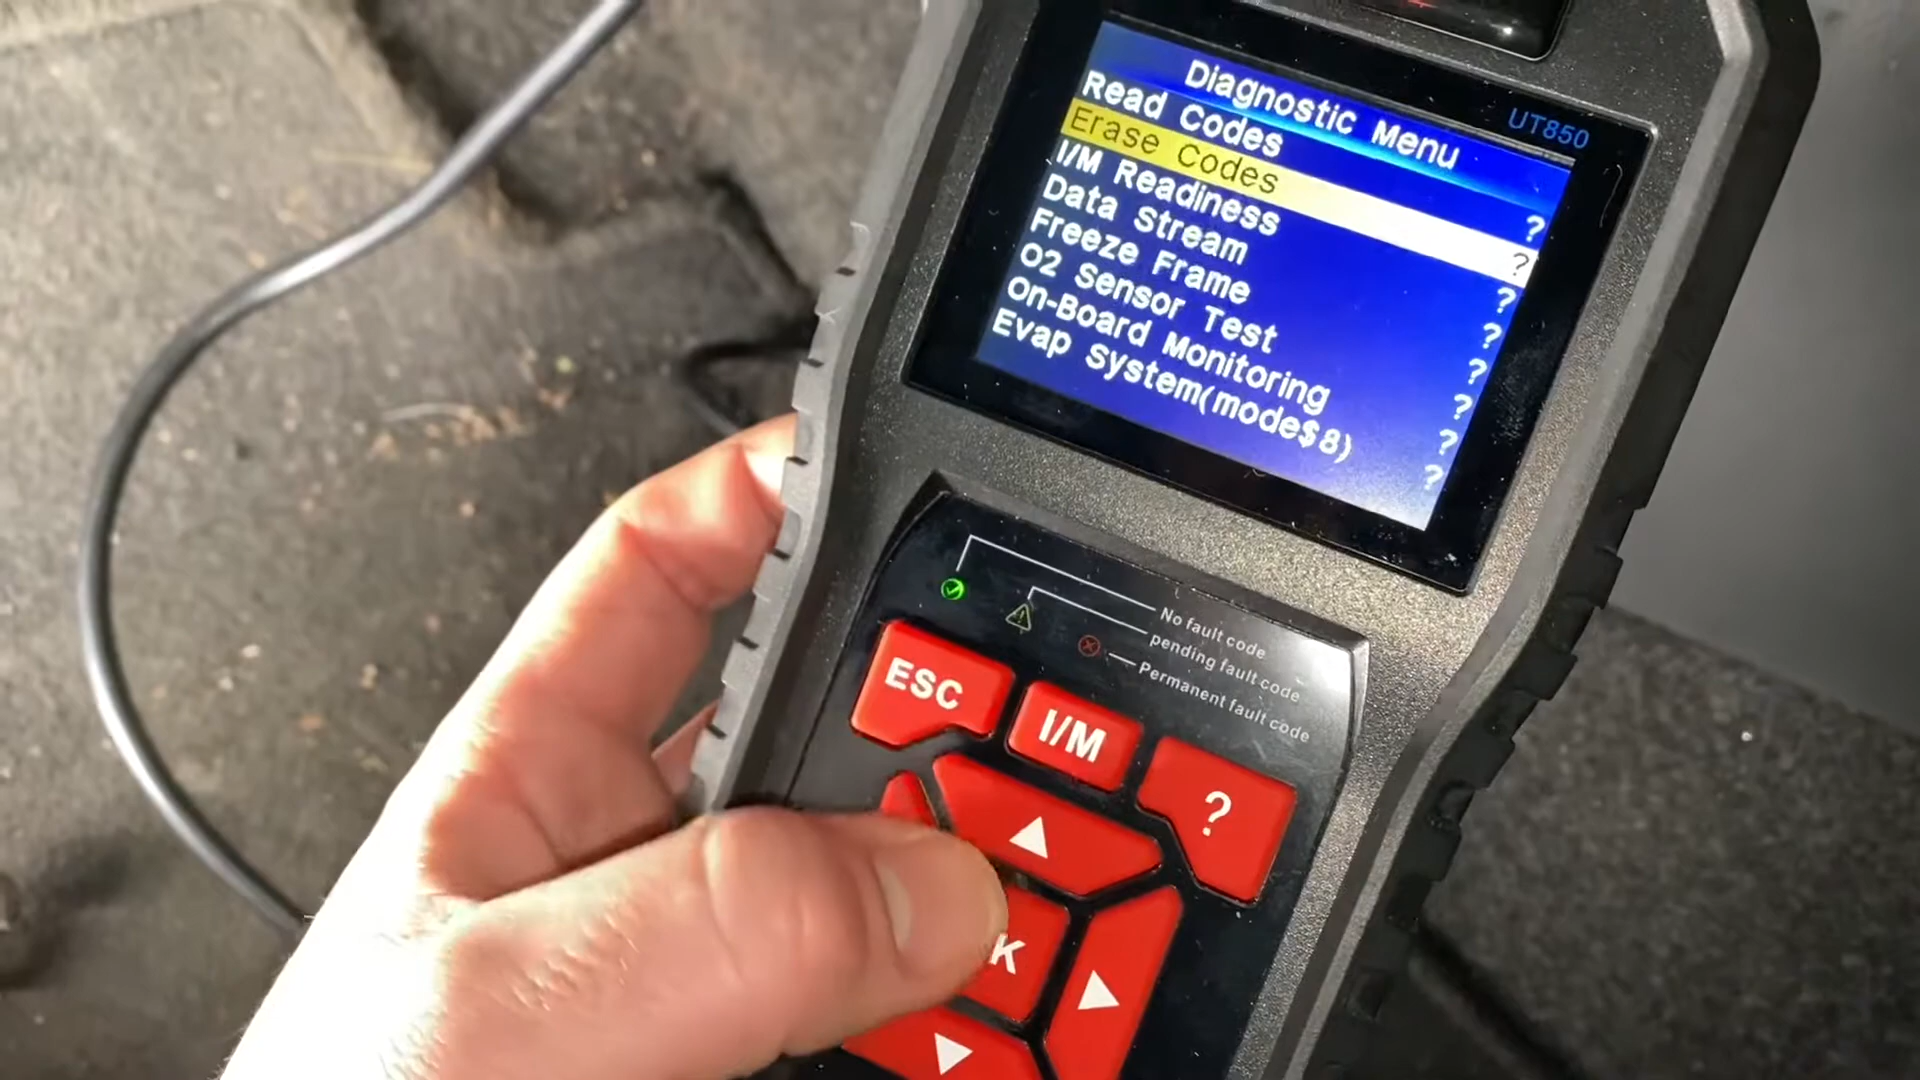 UT850
Diagnostic Menu
Read Codes ?
Erase Codes ?
I/M Readiness ?
Data Stream ?
Freeze Frame ?
O2 Sensor Test ?
On-Board Monitoring ?
Evap System(mode$8) ?
No fault code
pending fault code
Permanent fault code
ESC
I/M
?
K